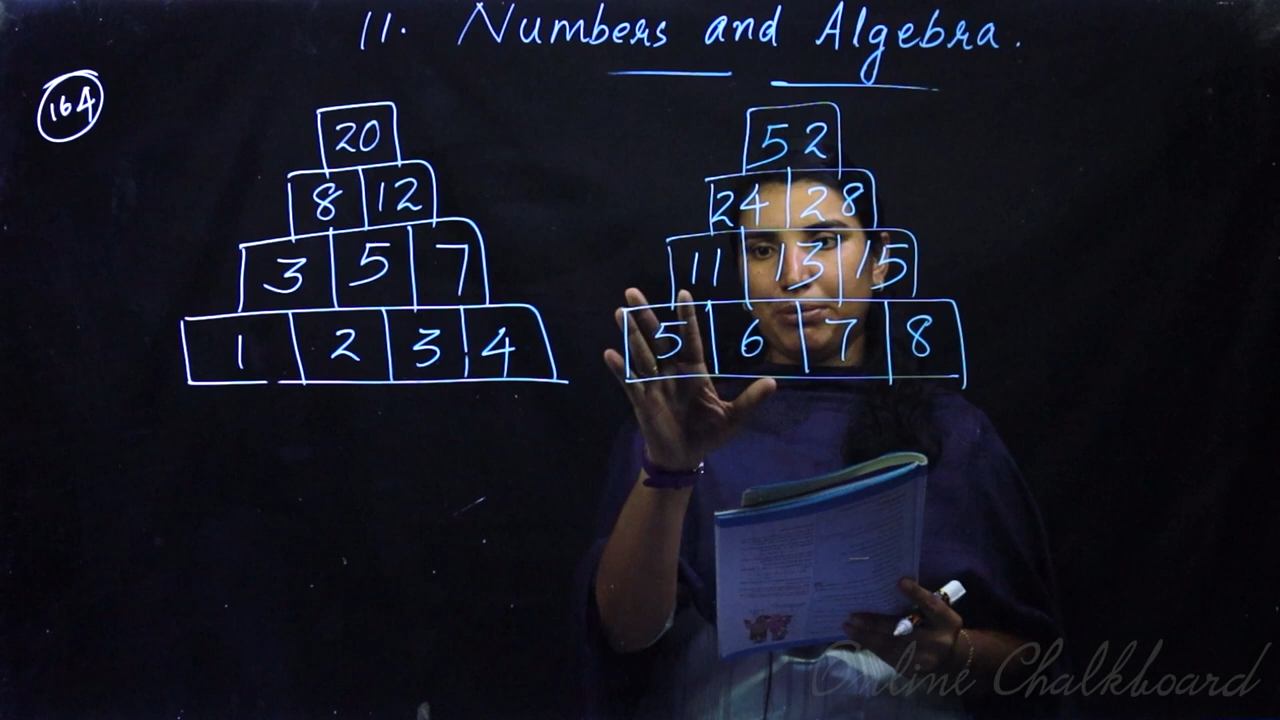 11. Numbers and Algebra.
164
20
8 12
3 5 7
1 2 3 4
52
24 28
11 13 15
5 6 7 8
Online Chalkboard